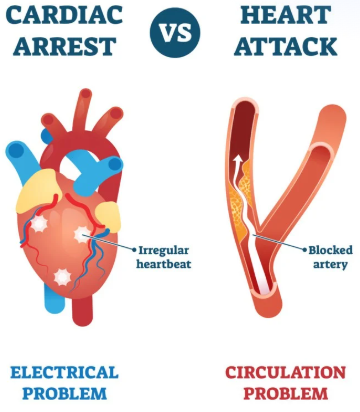 CARDIAC
ARREST
VS
HEART
ATTACK
Irregular
heartbeat
Blocked
artery
ELECTRICAL
PROBLEM
CIRCULATION
PROBLEM